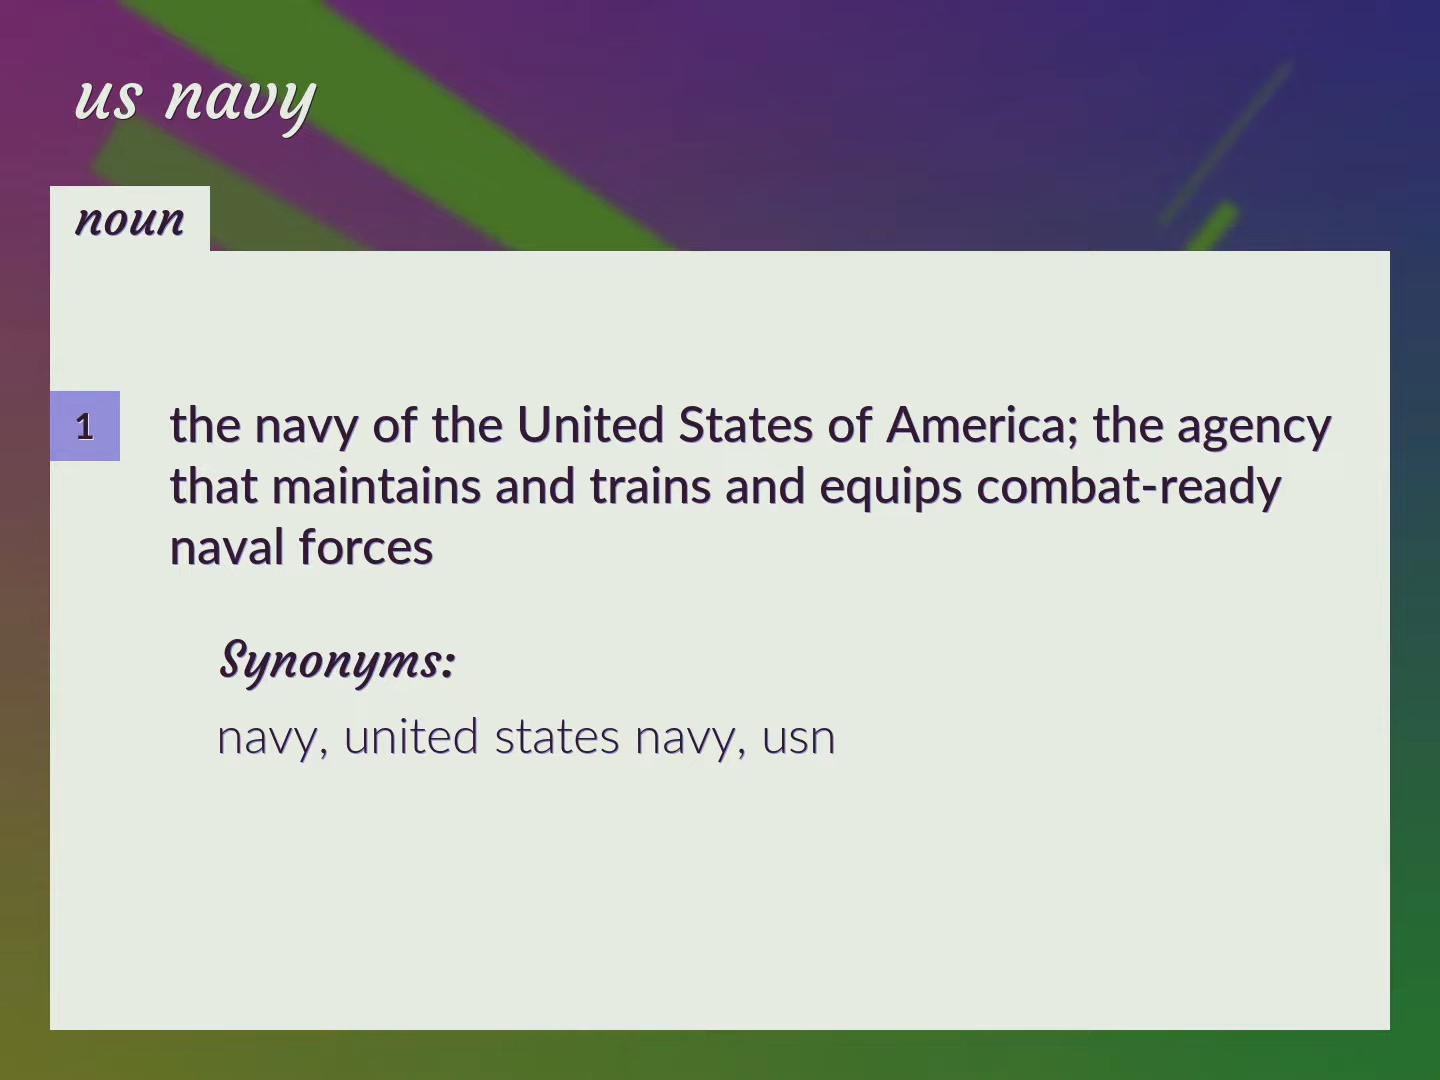 us navy
noun
1
the navy of the United States of America; the agency
that maintains and trains and equips combat-ready
naval forces
Synonyms:
navy, united states navy, usn